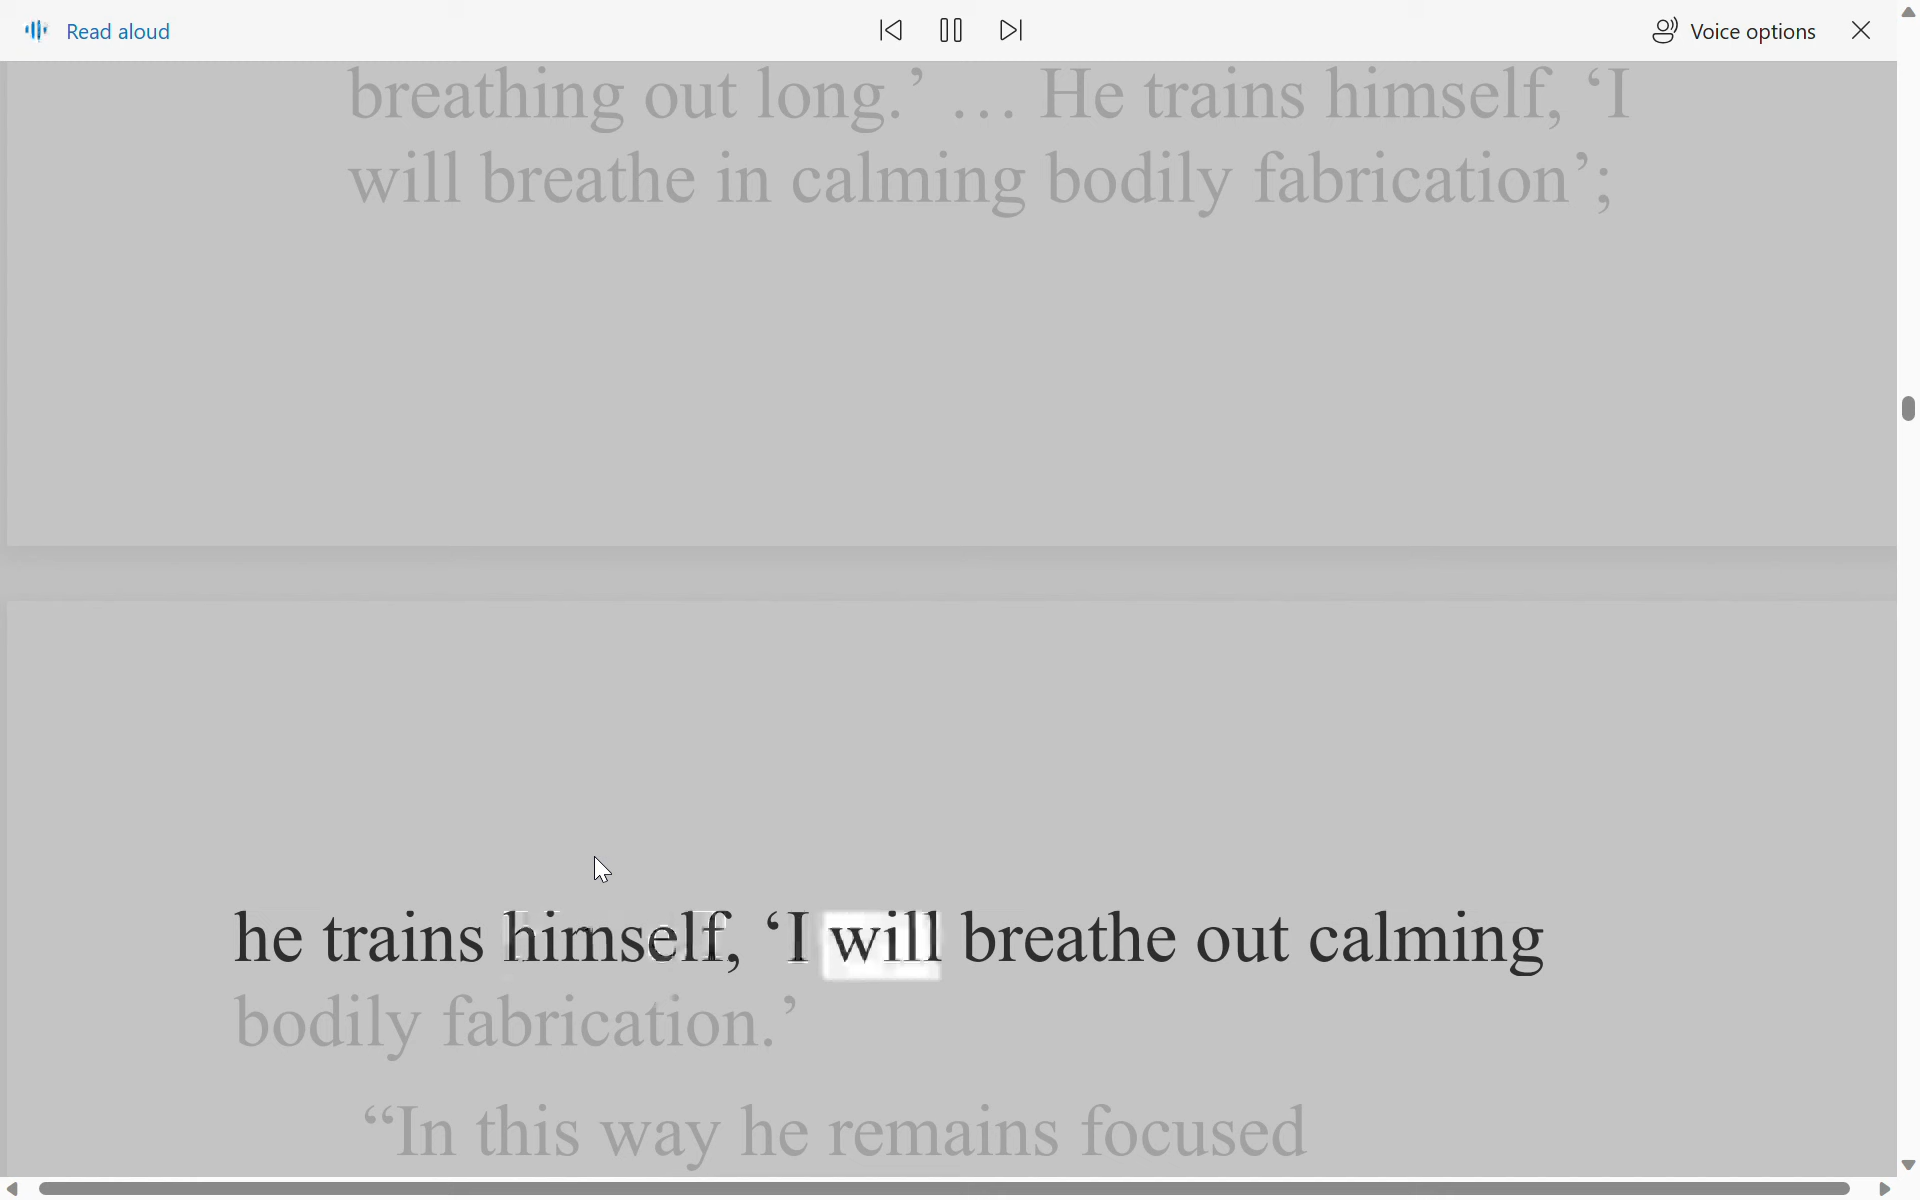 Read aloud
Voice options
breathing out long.’ … He trains himself, ‘I
will breathe in calming bodily fabrication’;
he trains himself, ‘I will breathe out calming
bodily fabrication.’
“In this way he remains focused